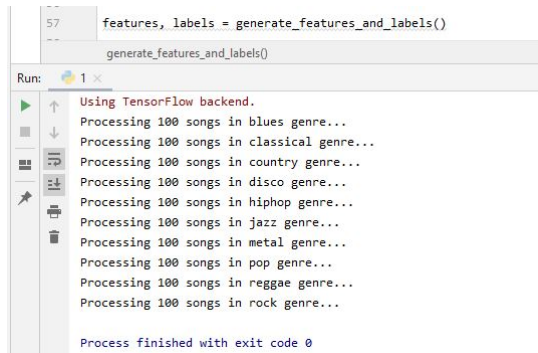 57 features, labels = generate_features_and_labels()
generate_features_and_labels()
Run: 1
Using TensorFlow backend.
Processing 100 songs in blues genre...
Processing 100 songs in classical genre...
Processing 100 songs in country genre...
Processing 100 songs in disco genre...
Processing 100 songs in hiphop genre...
Processing 100 songs in jazz genre...
Processing 100 songs in metal genre...
Processing 100 songs in pop genre...
Processing 100 songs in reggae genre...
Processing 100 songs in rock genre...
Process finished with exit code 0